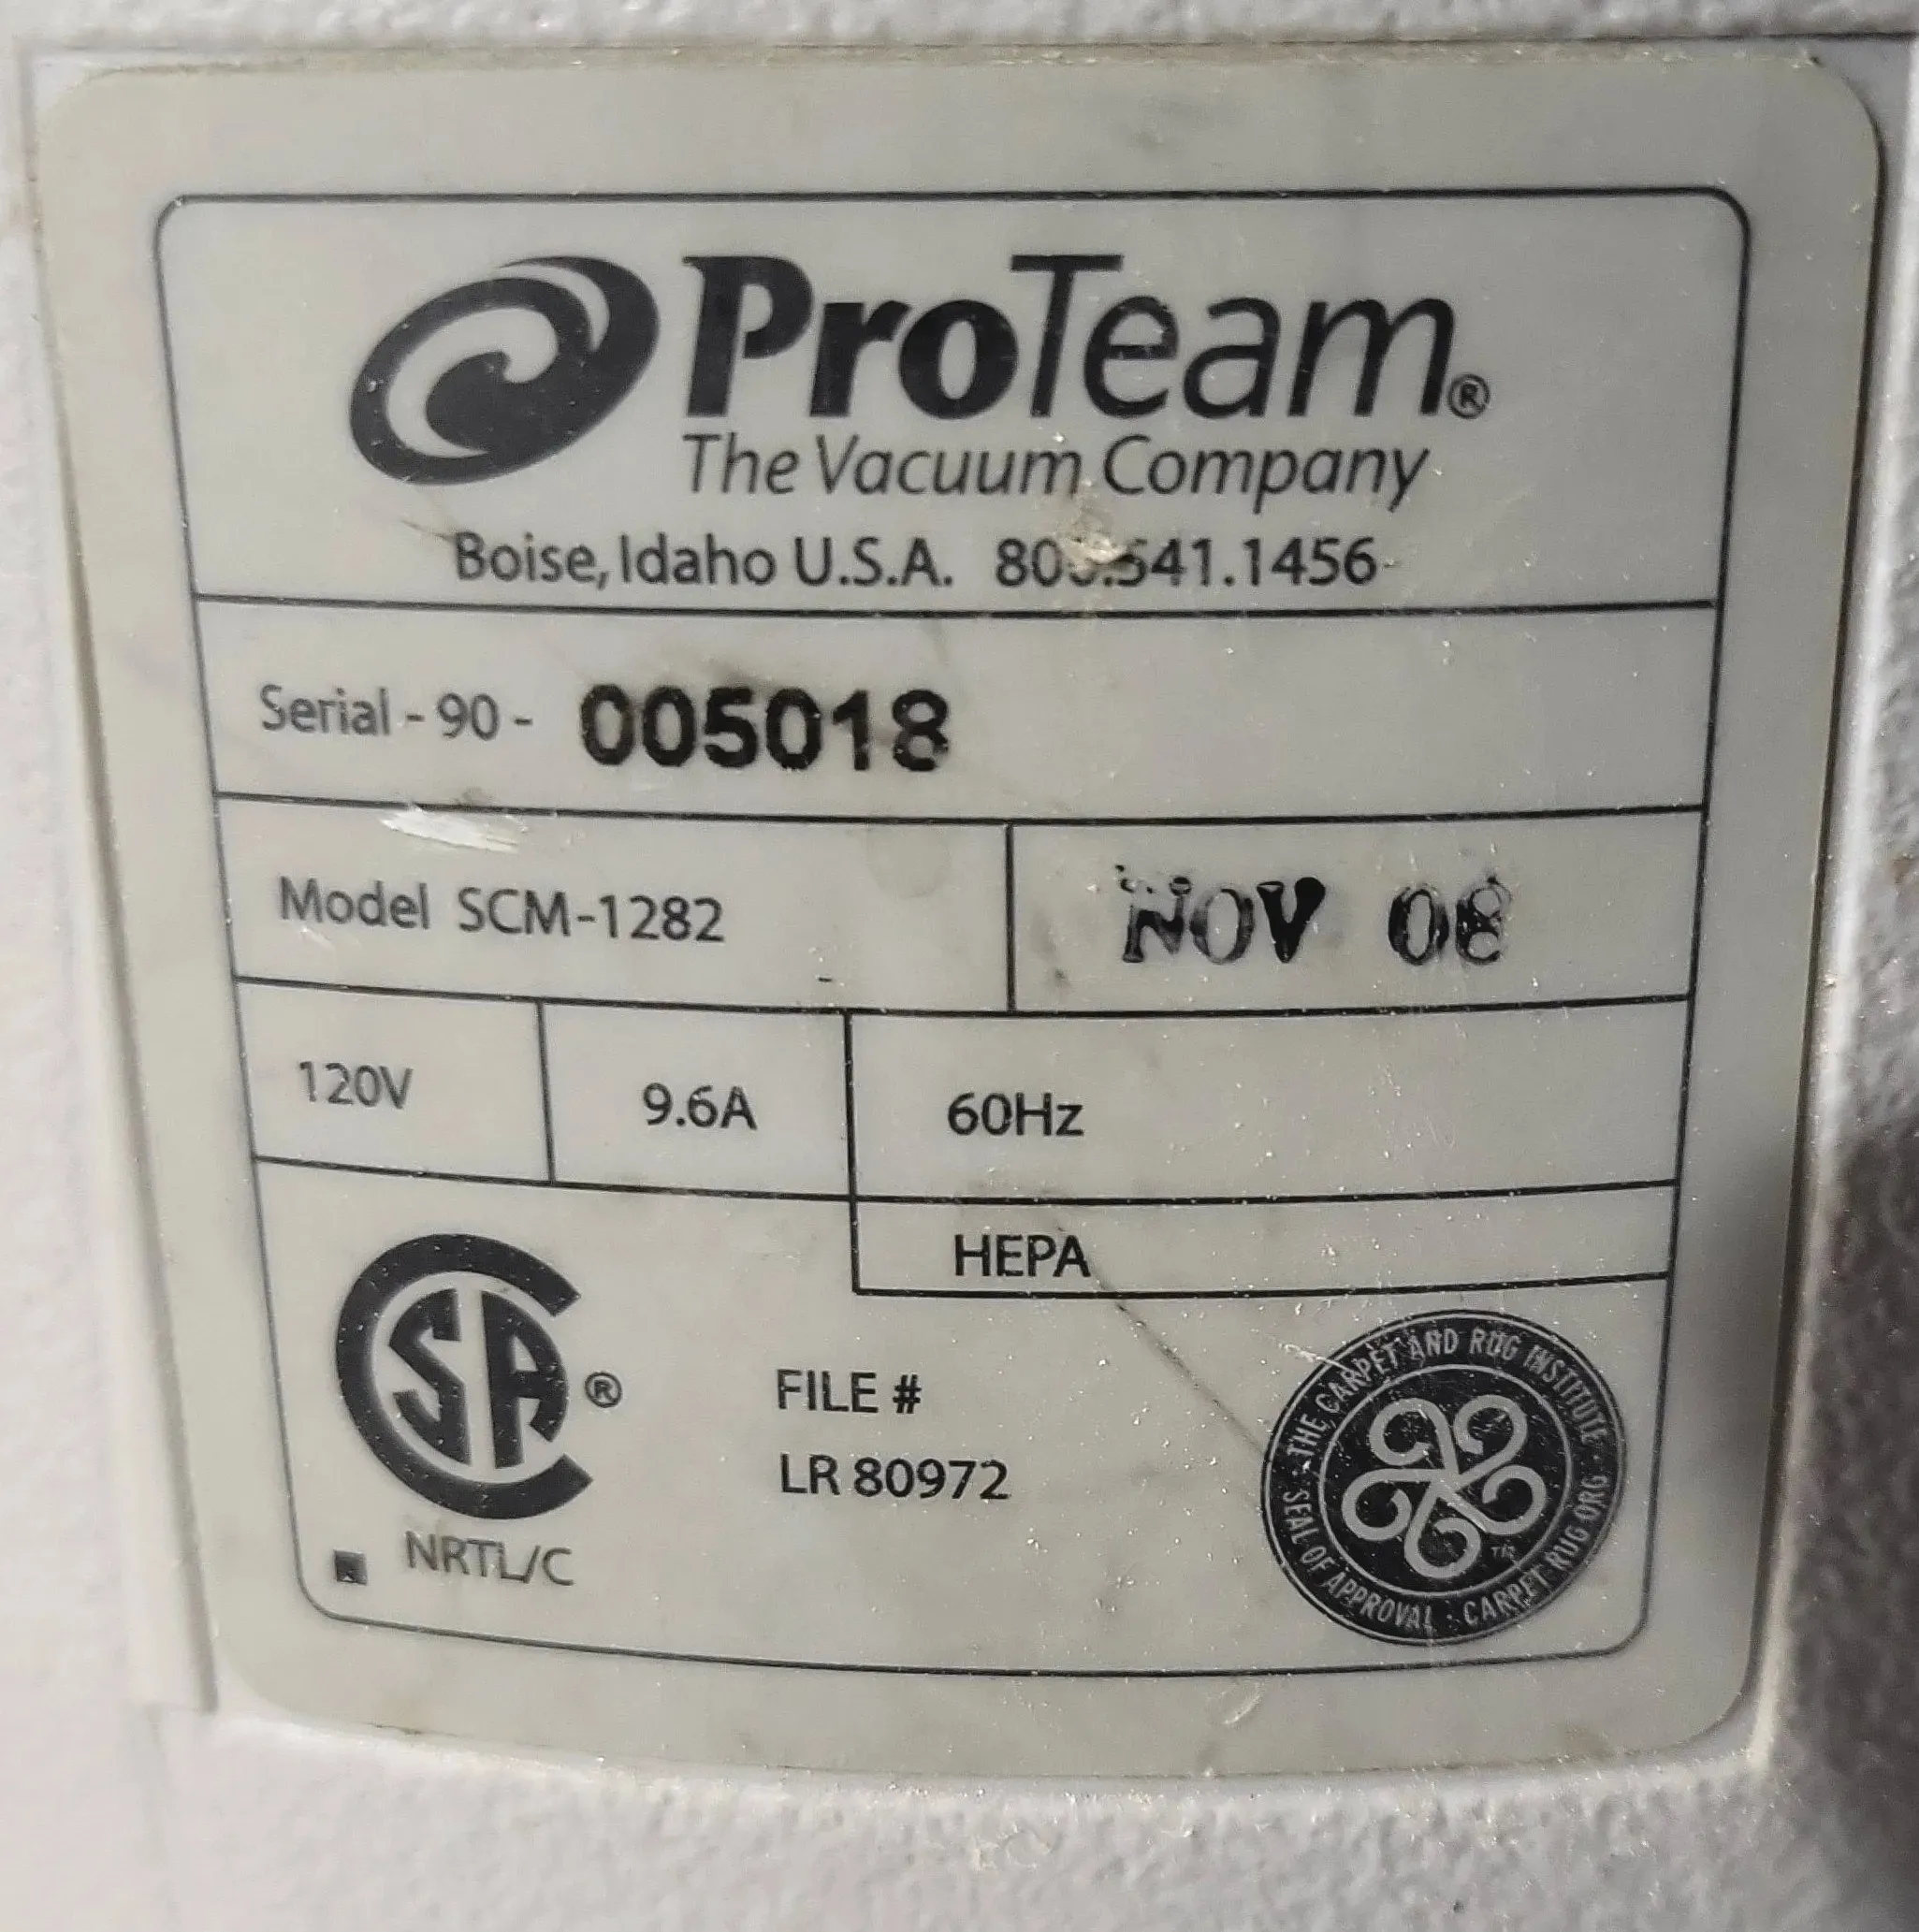 ProTeam®
The Vacuum Company
Boise, Idaho U.S.A.
Serial - 90 - 005018
Model SCM-1282
NOV 08
120V
9.6A
60Hz
HEPA
CSA®
NRTL/C
FILE #
LR 80972
THE CARPET AND RUG INSTITUTE
SEAL OF APPROVAL · CARPET-RUG.ORG